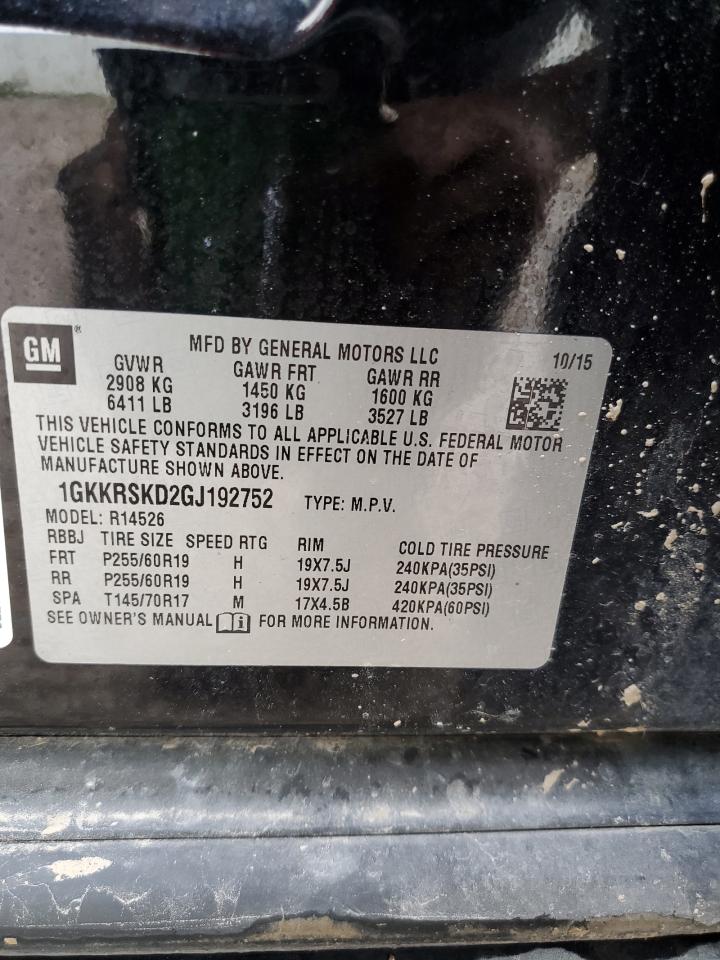 GM ®
MFD BY GENERAL MOTORS LLC
10/15
GVWR GAWR FRT GAWR RR
2908 KG 1450 KG 1600 KG
6411 LB 3196 LB 3527 LB
THIS VEHICLE CONFORMS TO ALL APPLICABLE U.S. FEDERAL MOTOR
VEHICLE SAFETY STANDARDS IN EFFECT ON THE DATE OF
MANUFACTURE SHOWN ABOVE.
1GKKRSKD2GJ192752 TYPE: M.P.V.
MODEL: R14526
RBBJ TIRE SIZE SPEED RTG RIM COLD TIRE PRESSURE
FRT P255/60R19 H 19X7.5J 240KPA(35PSI)
RR P255/60R19 H 19X7.5J 240KPA(35PSI)
SPA T145/70R17 M 17X4.5B 420KPA(60PSI)
SEE OWNER'S MANUAL i FOR MORE INFORMATION.